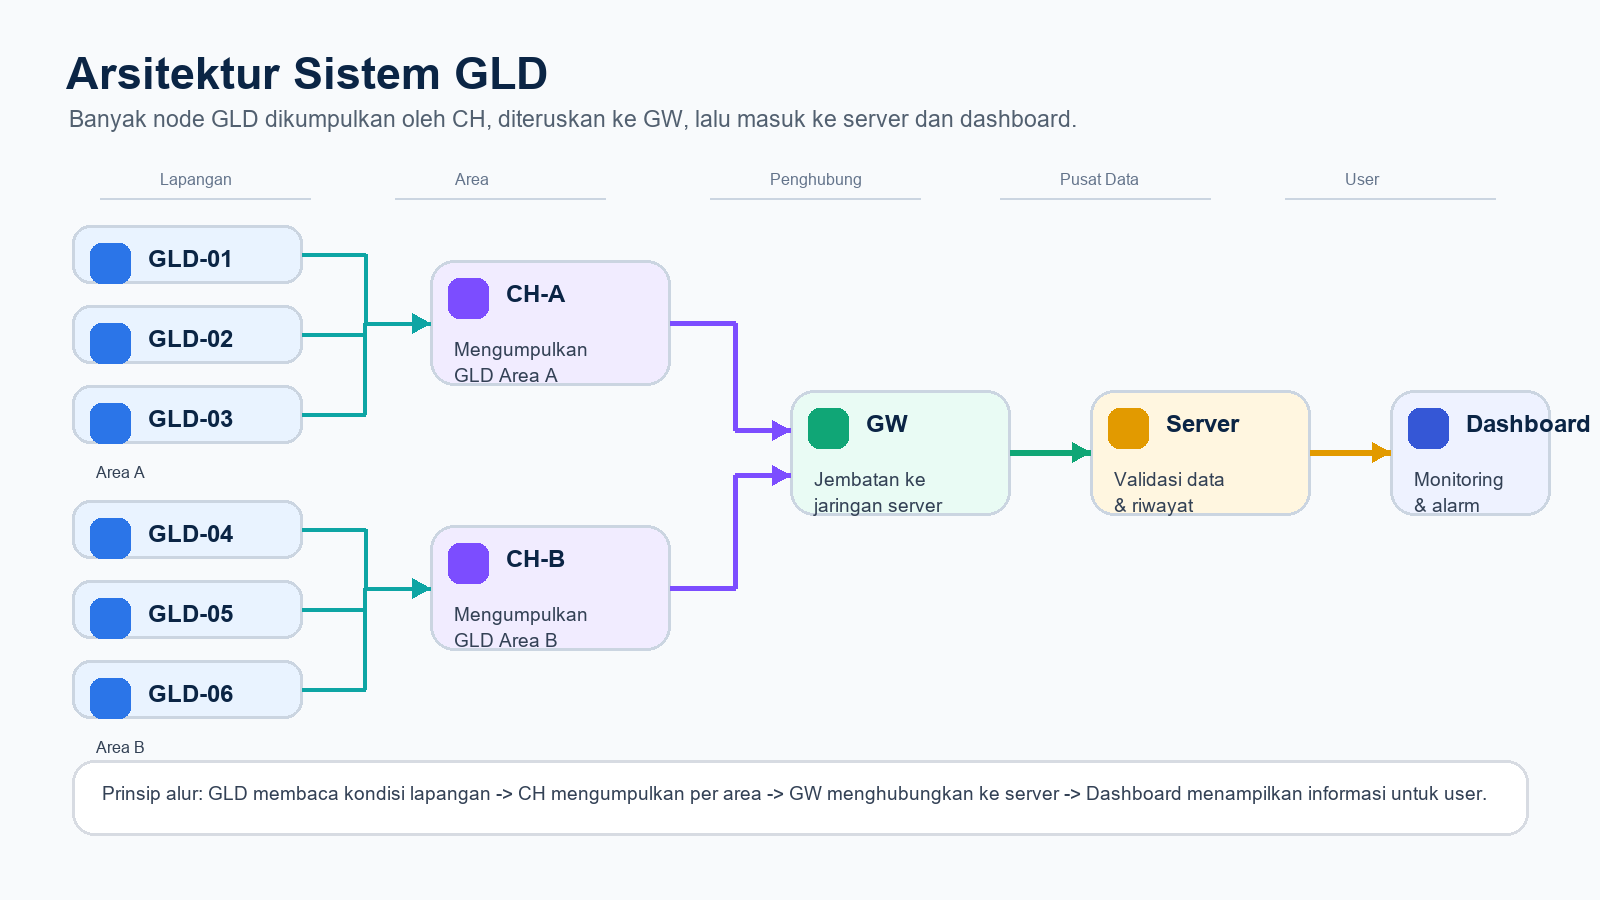 Arsitektur Sistem GLD
Banyak node GLD dikumpulkan oleh CH, diteruskan ke GW, lalu masuk ke server dan dashboard.
Lapangan
Area
Penghubung
Pusat Data
User
GLD-01
GLD-02
GLD-03
Area A
GLD-04
GLD-05
GLD-06
Area B
CH-A
Mengumpulkan
GLD Area A
CH-B
Mengumpulkan
GLD Area B
GW
Jembatan ke
jaringan server
Server
Validasi data
& riwayat
Dashboard
Monitoring
& alarm
Prinsip alur: GLD membaca kondisi lapangan -> CH mengumpulkan per area -> GW menghubungkan ke server -> Dashboard menampilkan informasi untuk user.